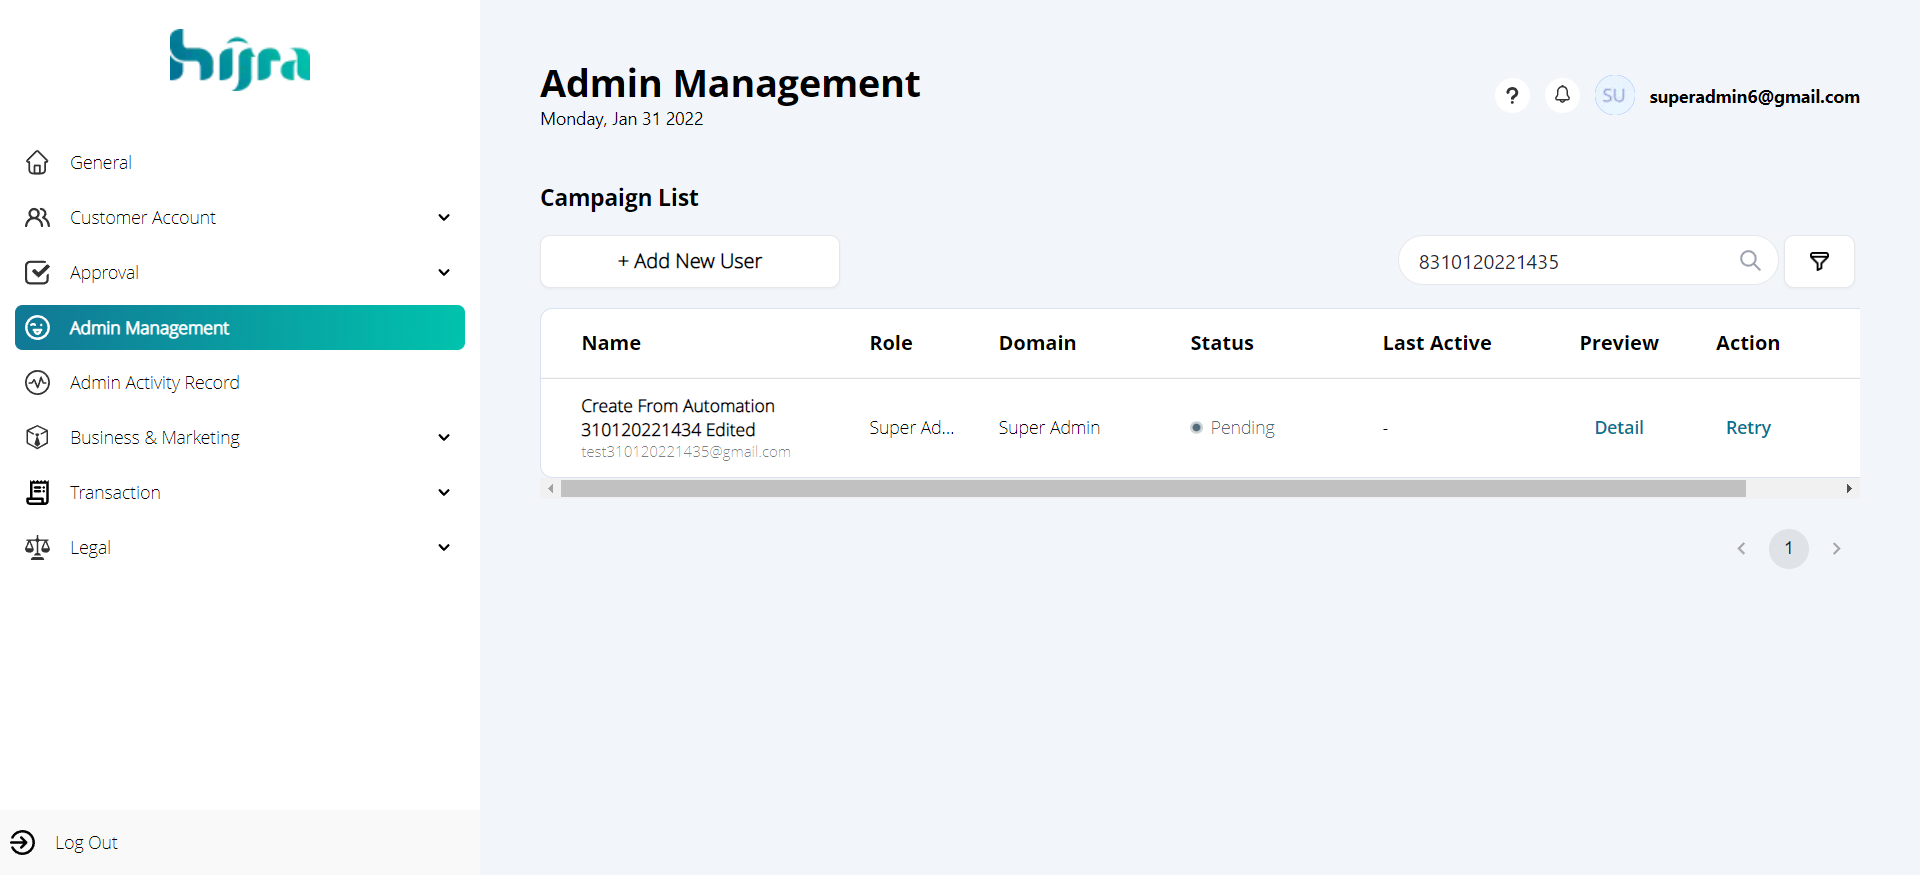 hijra
General
Customer Account
Approval
Admin Management
Admin Activity Record
Business & Marketing
Transaction
Legal
Log Out
Admin Management
Monday, Jan 31 2022
?
SU
superadmin6@gmail.com
Campaign List
+ Add New User
8310120221435
Name Role Domain Status Last Active Preview Action
Create From Automation
310120221434 Edited
test310120221435@gmail.com
Super Ad... Super Admin Pending - Detail Retry
1